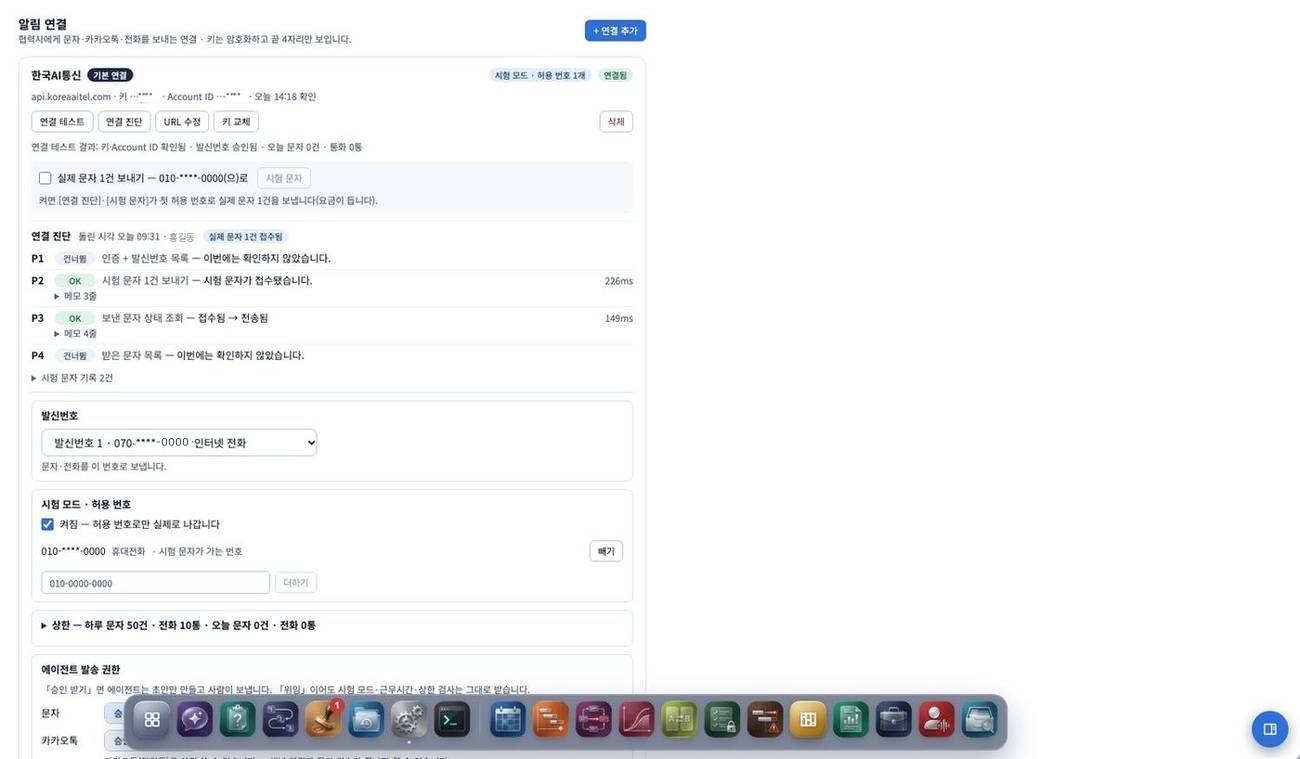 알림 연결
협력사에게 문자·카카오톡·전화를 보내는 연결 · 키는 암호화하고 끝 4자리만 보입니다.
+ 연결 추가
한국AI통신 기본 연결 시험 모드 · 허용 번호 1개 연결됨
api.koreaaitel.com · 키 ···**** · Account ID ···**** · 오늘 14:18 확인
연결 테스트 연결 진단 URL 수정 키 교체 삭제
연결 테스트 결과: 키·Account ID 확인됨 · 발신번호 승인됨 · 오늘 문자 0건 · 통화 0통
실제 문자 1건 보내기 — 010-****-0000(으)로 시험 문자
켜면 [연결 진단]·[시험 문자]가 첫 허용 번호로 실제 문자 1건을 보냅니다(요금이 듭니다).
연결 진단 돌린 시각 오늘 09:31 · 홍길동 실제 문자 1건 접수됨
P1 건너뜀 인증 + 발신번호 목록 — 이번에는 확인하지 않았습니다.
P2 OK 시험 문자 1건 보내기 — 시험 문자가 접수됐습니다. 226ms
▶ 메모 3줄
P3 OK 보낸 문자 상태 조회 — 접수됨 → 전송됨 149ms
▶ 메모 4줄
P4 건너뜀 받은 문자 목록 — 이번에는 확인하지 않았습니다.
▶ 시험 문자 기록 2건
발신번호
발신번호 1 · 070-****-0000 ·인터넷 전화
문자·전화를 이 번호로 보냅니다.
시험 모드 · 허용 번호
켜짐 — 허용 번호로만 실제로 나갑니다
010-****-0000 휴대전화 · 시험 문자가 가는 번호 빼기
010-0000-0000 더하기
▶ 상한 — 하루 문자 50건 · 전화 10통 · 오늘 문자 0건 · 전화 0통
에이전트 발송 권한
「승인 받기」면 에이전트는 초안만 만들고 사람이 보냅니다. 「위임」이어도 시험 모드·근무시간·상한 검사는 그대로 받습니다.
문자
카카오톡
1